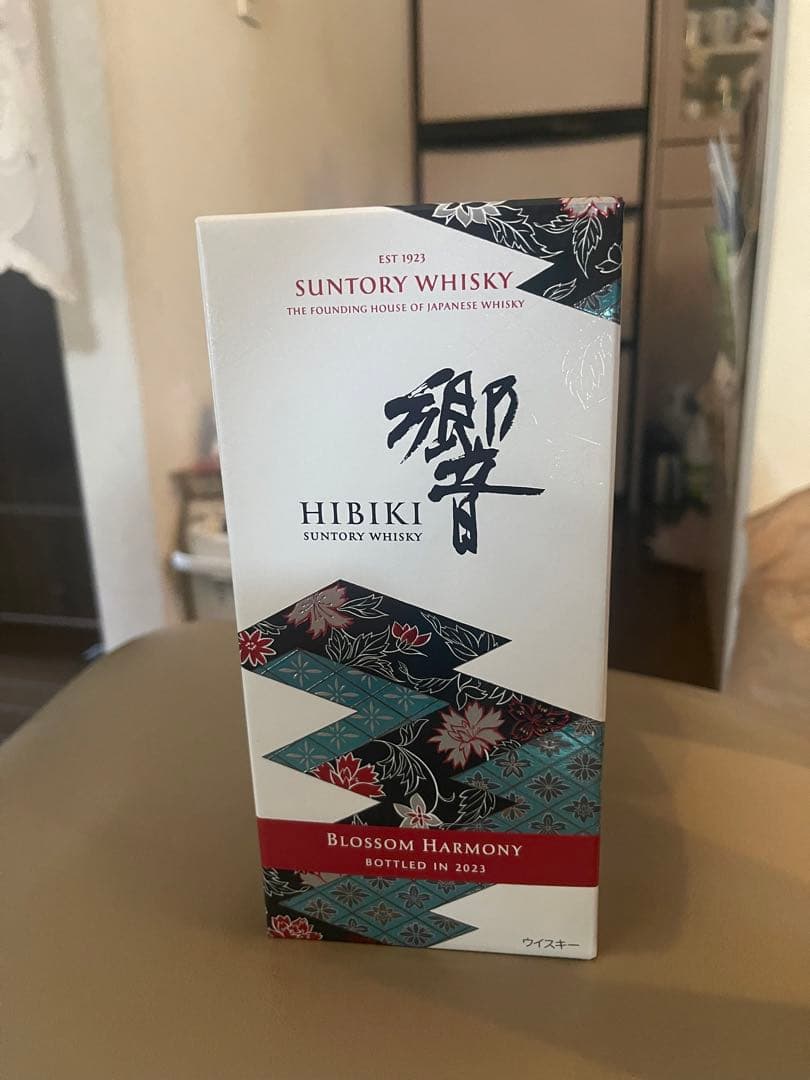 EST 1923
SUNTORY WHISKY
THE FOUNDING HOUSE OF JAPANESE WHISKY
響
HIBIKI
SUNTORY WHISKY
BLOSSOM HARMONY
BOTTLED IN 2023
ウイスキー